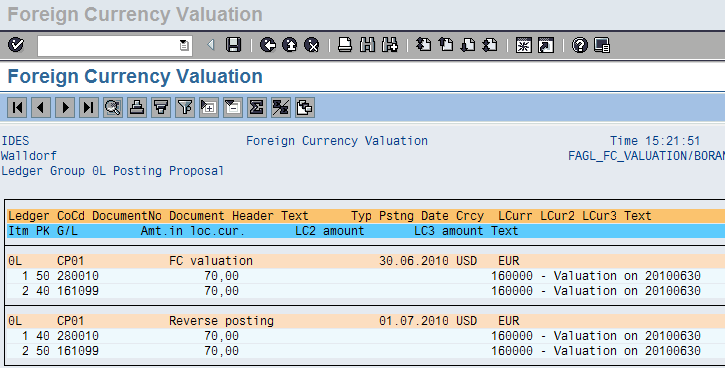 Foreign Currency Valuation
Foreign Currency Valuation
IDES Foreign Currency Valuation Time 15:21:51
Walldorf FAGL_FC_VALUATION/BORAN
Ledger Group 0L Posting Proposal
Ledger CoCd DocumentNo Document Header Text Typ Pstng Date Crcy LCurr LCur2 LCur3 Text
Itm PK G/L Amt.in loc.cur. LC2 amount LC3 amount Text
0L CP01 FC valuation 30.06.2010 USD EUR
1 50 280010 70,00 160000 - Valuation on 20100630
2 40 161099 70,00 160000 - Valuation on 20100630
0L CP01 Reverse posting 01.07.2010 USD EUR
1 40 280010 70,00 160000 - Valuation on 20100630
2 50 161099 70,00 160000 - Valuation on 20100630